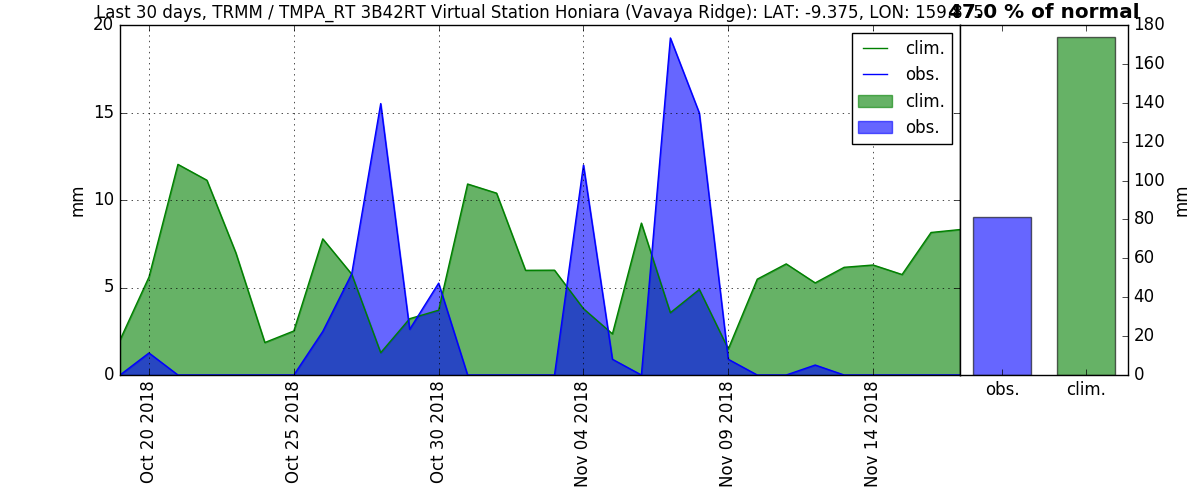 Last 30 days, TRMM / TMPA_RT 3B42RT Virtual Station Honiara (Vavaya Ridge): LAT: -9.375, LON:
47.0 % of normal
mm
20
15
10
5
0
clim.
obs.
clim.
obs.
Oct 20 2018
Oct 25 2018
Oct 30 2018
Nov 04 2018
Nov 09 2018
Nov 14 2018
180
160
140
120
100
80
60
40
20
0
mm
obs.
clim.